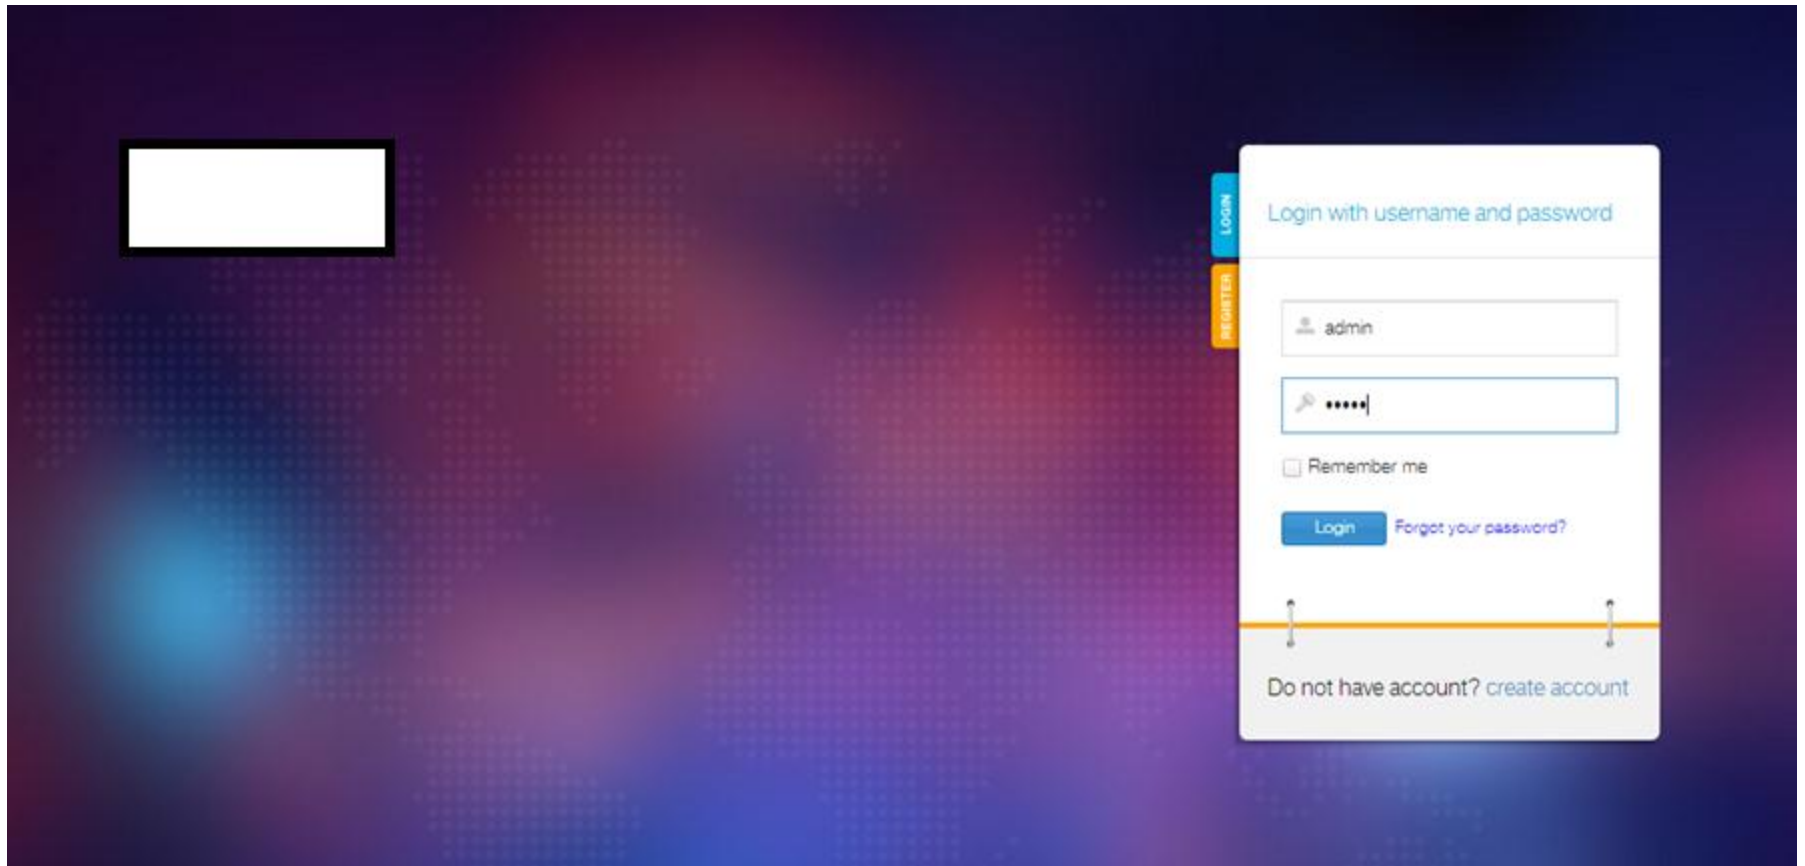 LOGIN
REGISTER
Login with username and password
admin
•••••
Remember me
Login Forgot your password?
Do not have account? create account